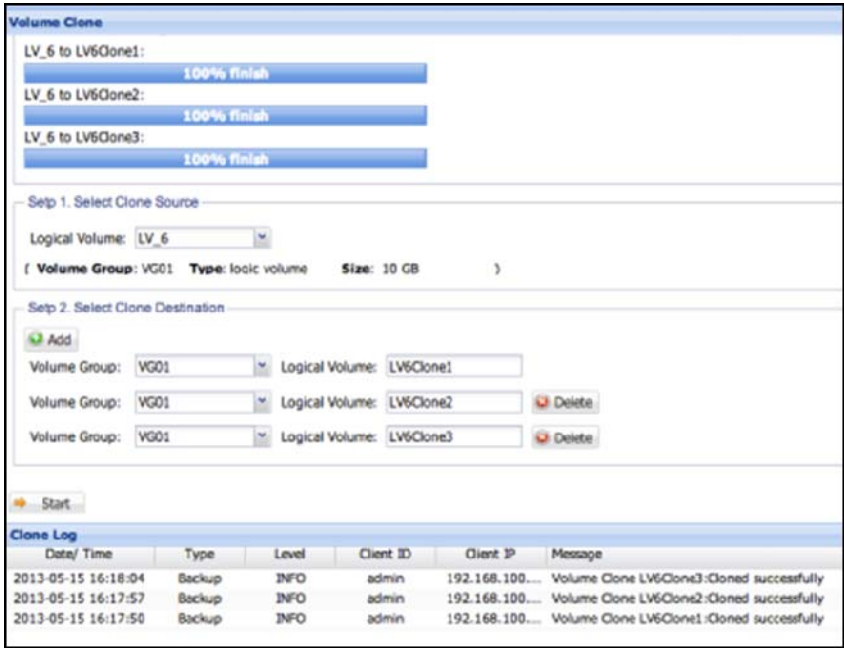 Volume Clone
LV_6 to LV6Clone1:
100% finish
LV_6 to LV6Clone2:
100% finish
LV_6 to LV6Clone3:
100% finish
Setp 1. Select Clone Source
Logical Volume: LV_6
( Volume Group: VG01 Type: logic volume Size: 10 GB )
Setp 2. Select Clone Destination
Add
Volume Group: VG01 Logical Volume: LV6Clone1
Volume Group: VG01 Logical Volume: LV6Clone2 Delete
Volume Group: VG01 Logical Volume: LV6Clone3 Delete
Start
Clone Log
Date/ Time Type Level Client ID Client IP Message
2013-05-15 16:18:04 Backup INFO admin 192.168.100.... Volume Clone LV6Clone3:Cloned successfully
2013-05-15 16:17:57 Backup INFO admin 192.168.100.... Volume Clone LV6Clone2:Cloned successfully
2013-05-15 16:17:50 Backup INFO admin 192.168.100.... Volume Clone LV6Clone1:Cloned successfully